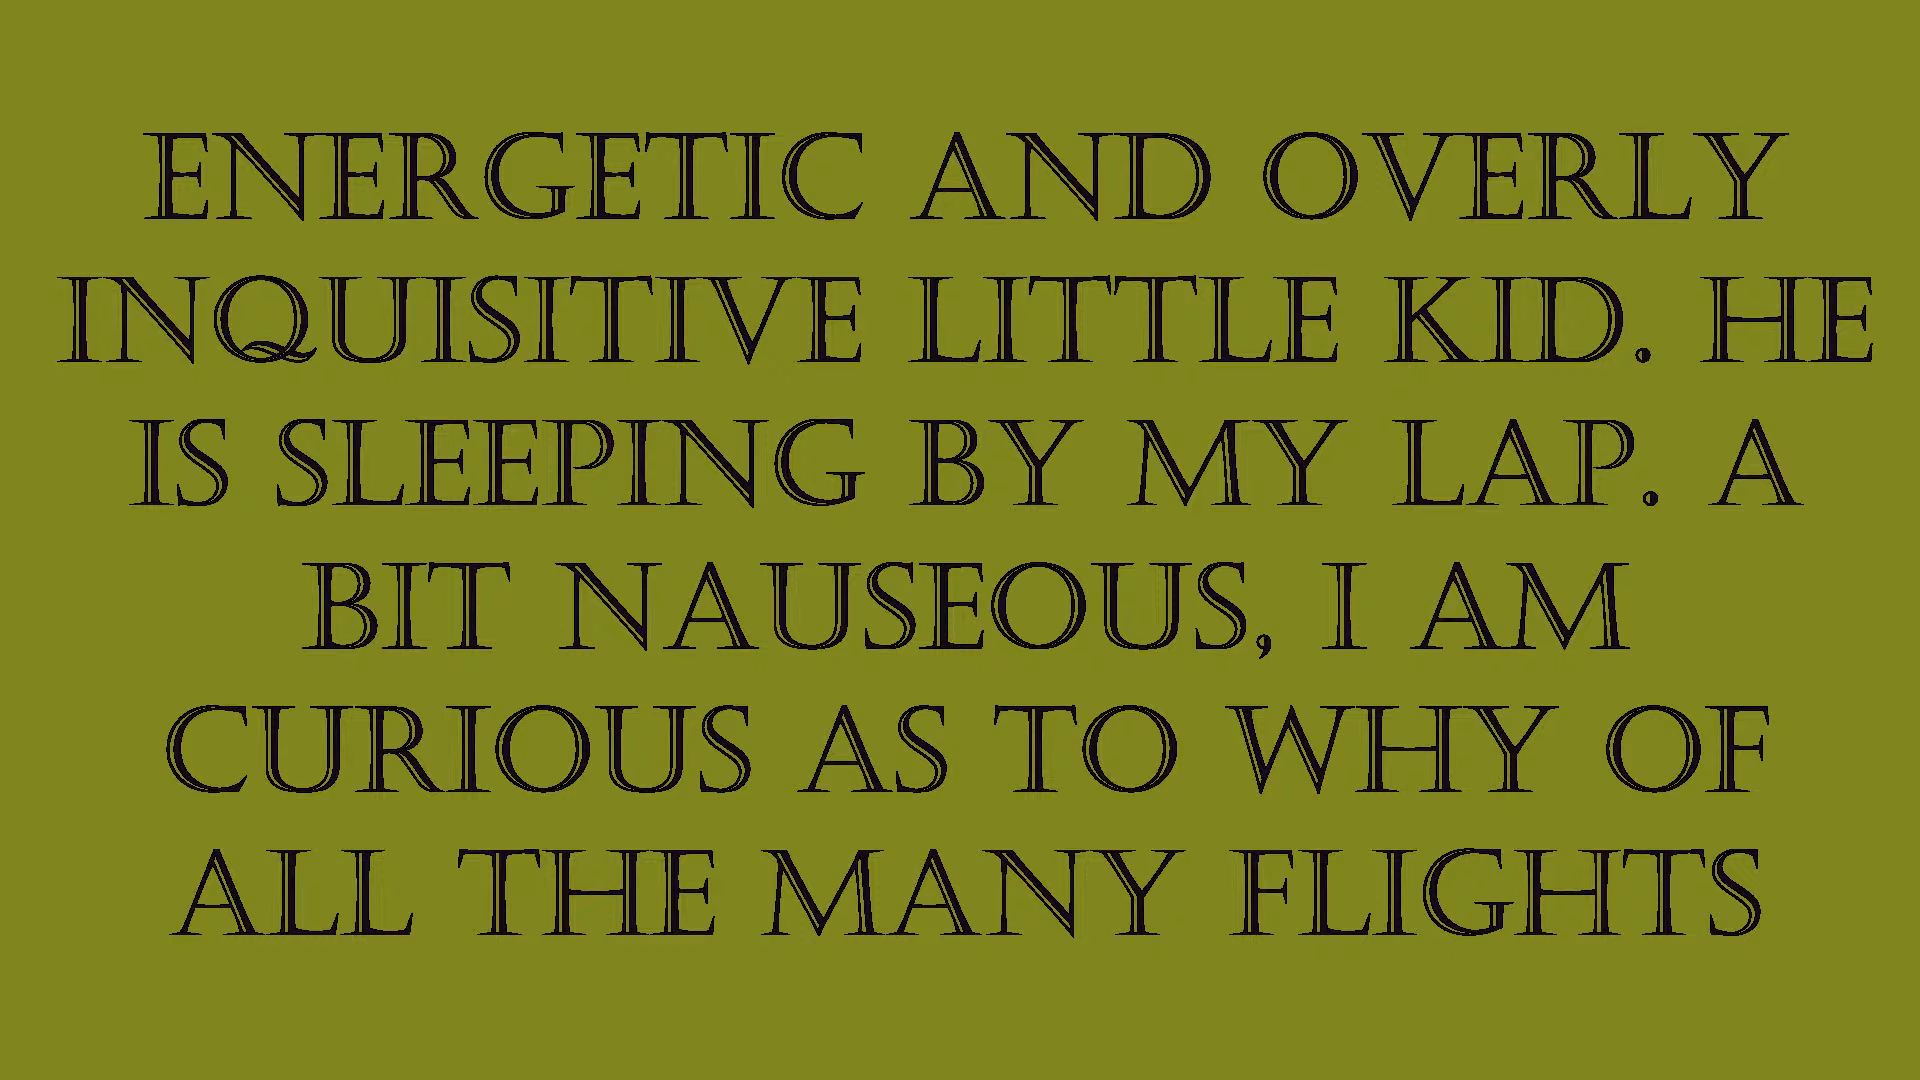 ENERGETIC AND OVERLY
INQUISITIVE LITTLE KID. HE
IS SLEEPING BY MY LAP. A
BIT NAUSEOUS, I AM
CURIOUS AS TO WHY OF
ALL THE MANY FLIGHTS